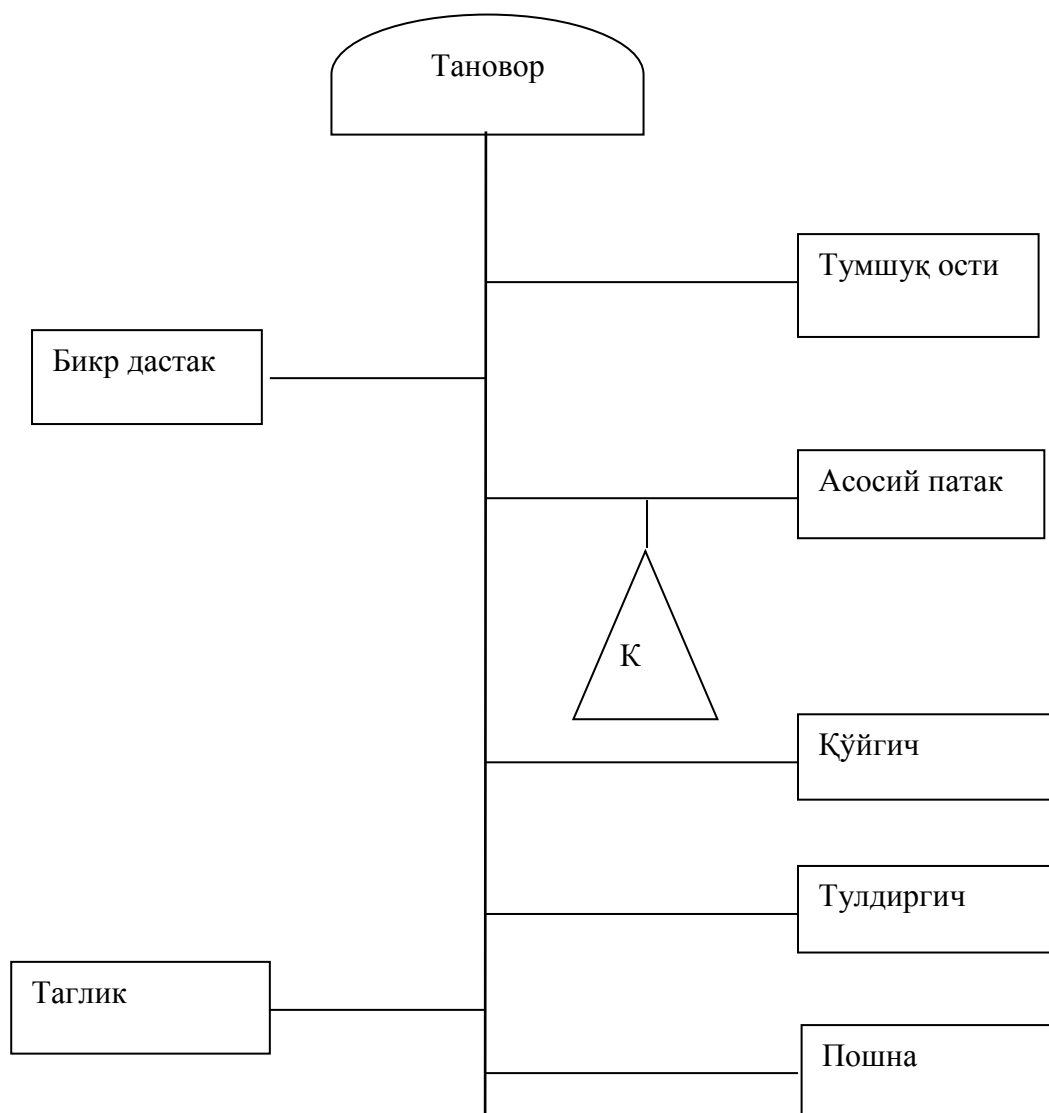 Тановор
Тумшуқ ости
Бикр дастак
Асосий патак
К
Қўйгич
Тулдиргич
Таглик
Пошна